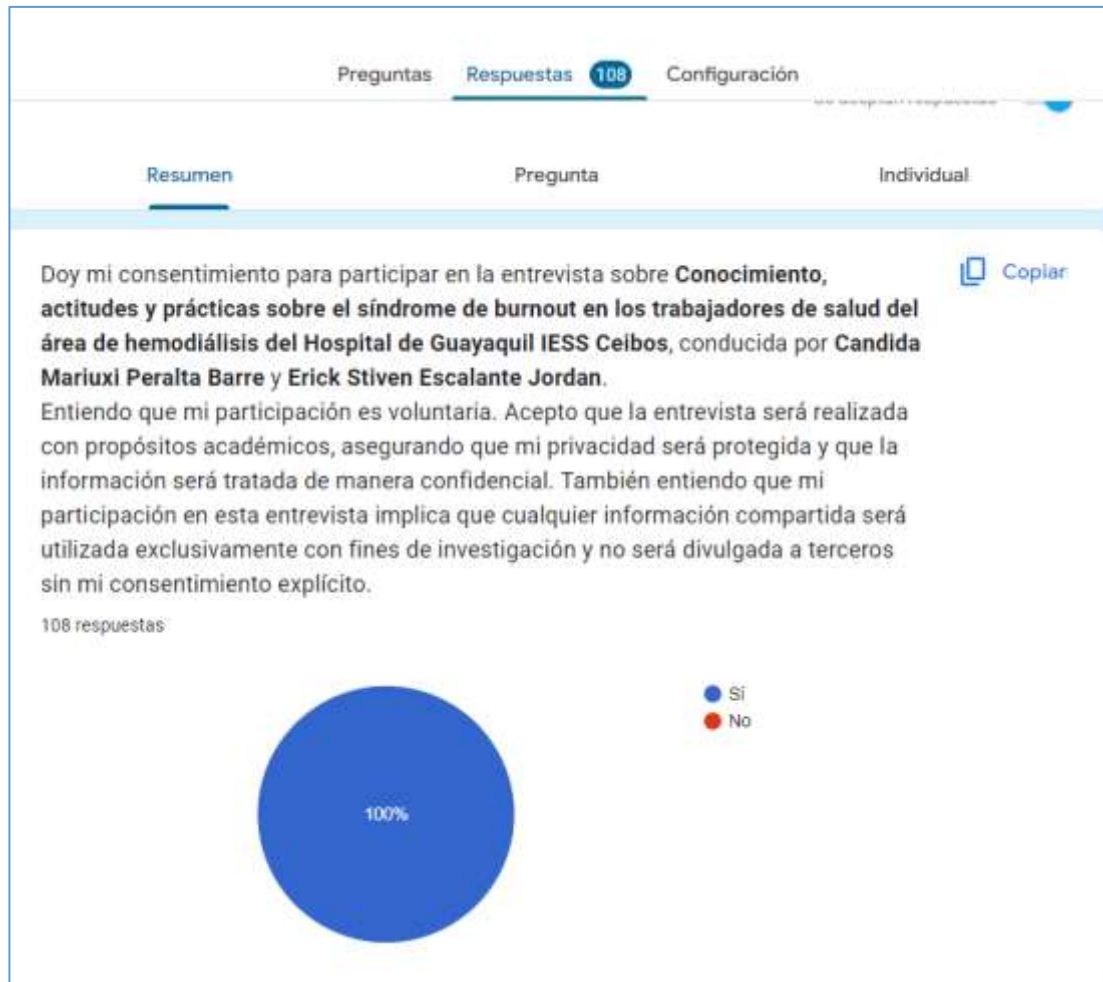 Preguntas Respuestas 108 Configuración
Resumen Pregunta Individual
Doy mi consentimiento para participar en la entrevista sobre Conocimiento, Copiar
actitudes y prácticas sobre el síndrome de burnout en los trabajadores de salud del
área de hemodiálisis del Hospital de Guayaquil IESS Ceibos, conducida por Candida
Mariuxi Peralta Barre y Erick Stiven Escalante Jordan.
Entiendo que mi participación es voluntaria. Acepto que la entrevista será realizada
con propósitos académicos, asegurando que mi privacidad será protegida y que la
información será tratada de manera confidencial. También entiendo que mi
participación en esta entrevista implica que cualquier información compartida será
utilizada exclusivamente con fines de investigación y no será divulgada a terceros
sin mi consentimiento explícito.
108 respuestas
Sí
No
100%